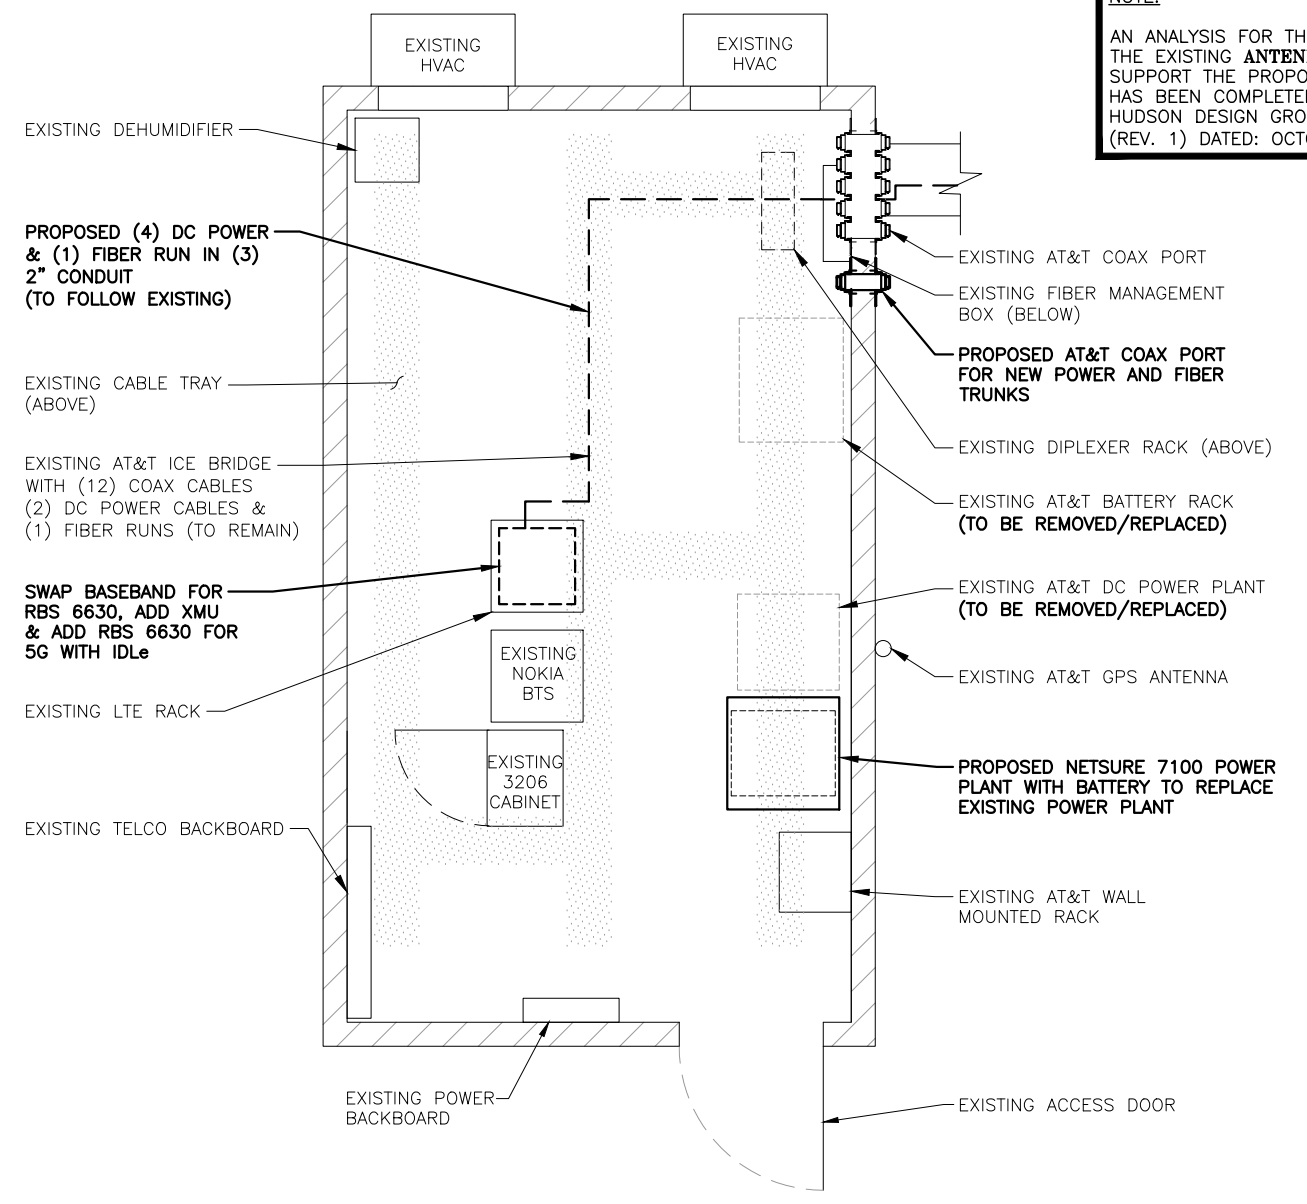 NOTE:
AN ANALYSIS FOR TH
THE EXISTING ANTEN
SUPPORT THE PROPO
HAS BEEN COMPLETE
HUDSON DESIGN GRO
(REV. 1) DATED: OCT
EXISTING
HVAC
EXISTING
HVAC
EXISTING DEHUMIDIFIER
PROPOSED (4) DC POWER
& (1) FIBER RUN IN (3)
2" CONDUIT
(TO FOLLOW EXISTING)
EXISTING CABLE TRAY
(ABOVE)
EXISTING AT&T ICE BRIDGE
WITH (12) COAX CABLES
(2) DC POWER CABLES &
(1) FIBER RUNS (TO REMAIN)
SWAP BASEBAND FOR
RBS 6630, ADD XMU
& ADD RBS 6630 FOR
5G WITH IDLe
EXISTING LTE RACK
EXISTING TELCO BACKBOARD
EXISTING
NOKIA
BTS
EXISTING
3206
CABINET
EXISTING POWER
BACKBOARD
EXISTING AT&T COAX PORT
EXISTING FIBER MANAGEMENT
BOX (BELOW)
PROPOSED AT&T COAX PORT
FOR NEW POWER AND FIBER
TRUNKS
EXISTING DIPLEXER RACK (ABOVE)
EXISTING AT&T BATTERY RACK
(TO BE REMOVED/REPLACED)
EXISTING AT&T DC POWER PLANT
(TO BE REMOVED/REPLACED)
EXISTING AT&T GPS ANTENNA
PROPOSED NETSURE 7100 POWER
PLANT WITH BATTERY TO REPLACE
EXISTING POWER PLANT
EXISTING AT&T WALL
MOUNTED RACK
EXISTING ACCESS DOOR